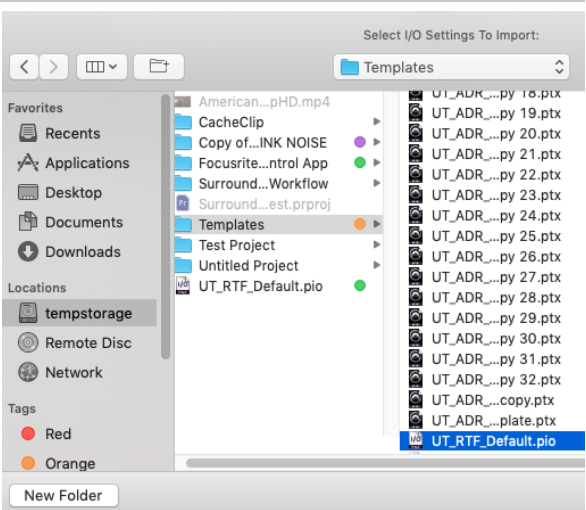 Select I/O Settings To Import:
Templates
Favorites
Recents
Applications
Desktop
Documents
Downloads
Locations
tempstorage
Remote Disc
Network
Tags
Red
Orange
American...pHD.mp4
CacheClip
Copy of...INK NOISE
Focusrite...ntrol App
Surround...Workflow
Surround...est.prproj
Templates
Test Project
Untitled Project
UT_RTF_Default.pio
UT_ADR_...py 18.ptx
UT_ADR_...py 19.ptx
UT_ADR_...py 20.ptx
UT_ADR_...py 21.ptx
UT_ADR_...py 22.ptx
UT_ADR_...py 23.ptx
UT_ADR_...py 24.ptx
UT_ADR_...py 25.ptx
UT_ADR_...py 26.ptx
UT_ADR_...py 27.ptx
UT_ADR_...py 28.ptx
UT_ADR_...py 29.ptx
UT_ADR_...py 30.ptx
UT_ADR_...py 31.ptx
UT_ADR_...py 32.ptx
UT_ADR_...copy.ptx
UT_ADR_...plate.ptx
UT_RTF_Default.pio
New Folder